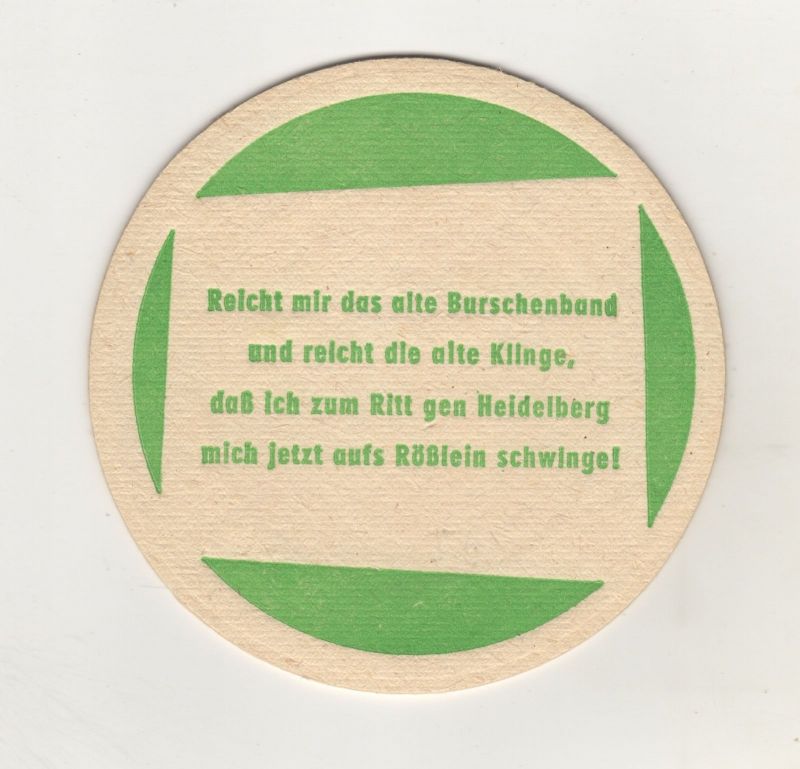 Reicht mir das alte Burschenband
und reicht die alte Klinge,
daß ich zum Ritt gen Heidelberg
mich jetzt aufs Rößlein schwinge!